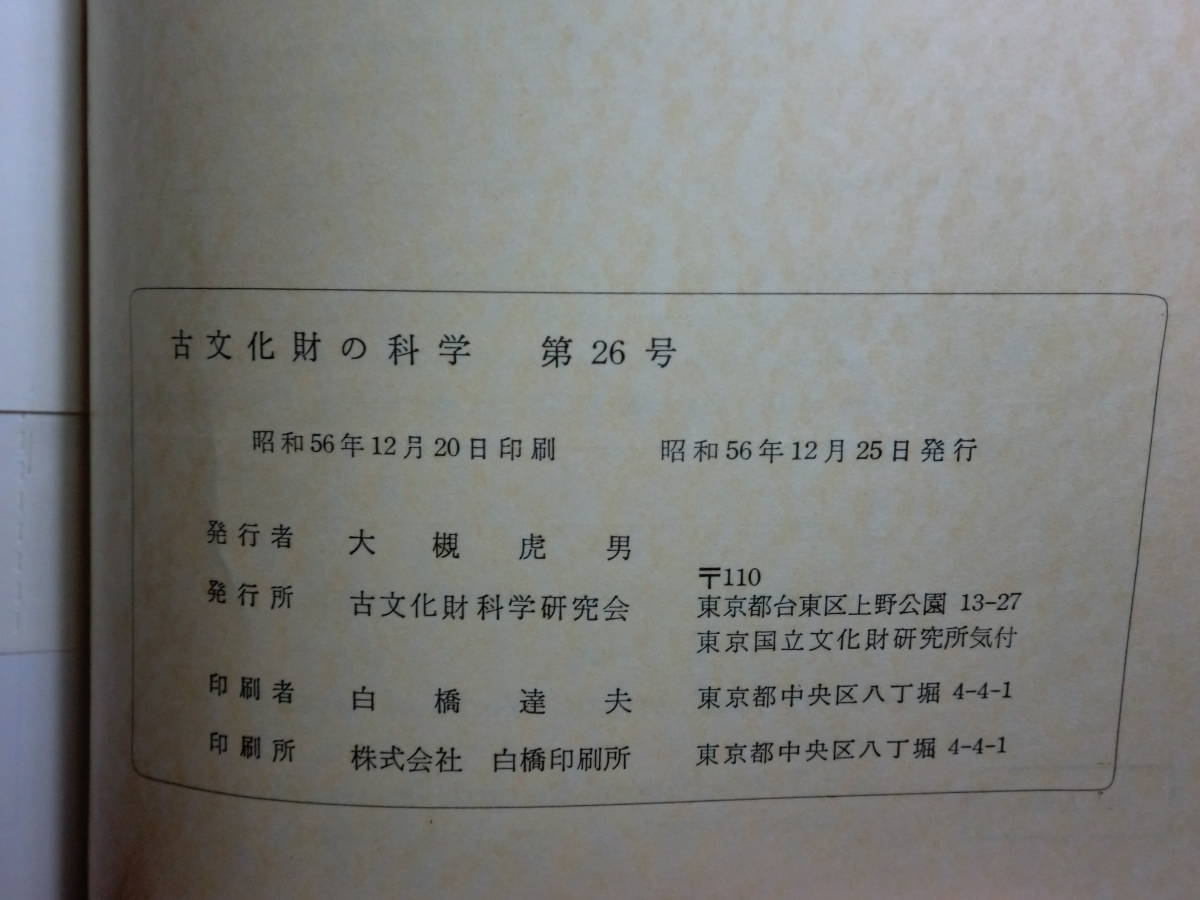 古文化財の科学 第26号
昭和56年12月20日印刷 昭和56年12月25日発行
発行者 大槻虎男
発行所 古文化財科学研究会 〒110
東京都台東区上野公園 13-27
東京国立文化財研究所気付
印刷者 白橋達夫 東京都中央区八丁堀 4-4-1
印刷所 株式会社 白橋印刷所 東京都中央区八丁堀 4-4-1